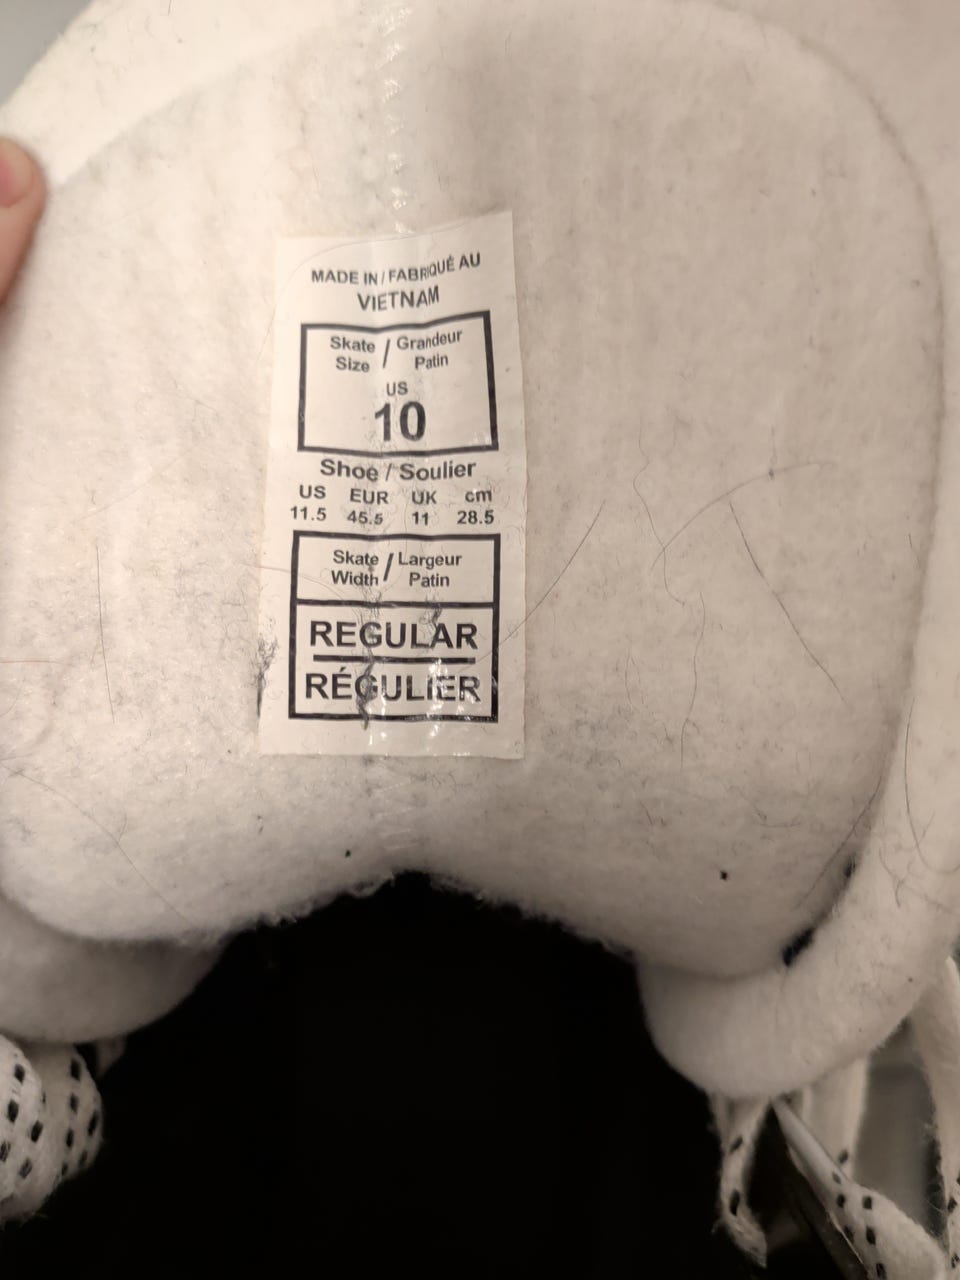 MADE IN / FABRIQUÉ AU
VIETNAM
Skate / Grandeur
Size Patin
US
10
Shoe / Soulier
US EUR UK cm
11.5 45.5 11 28.5
Skate / Largeur
Width Patin
REGULAR
RÉGULIER